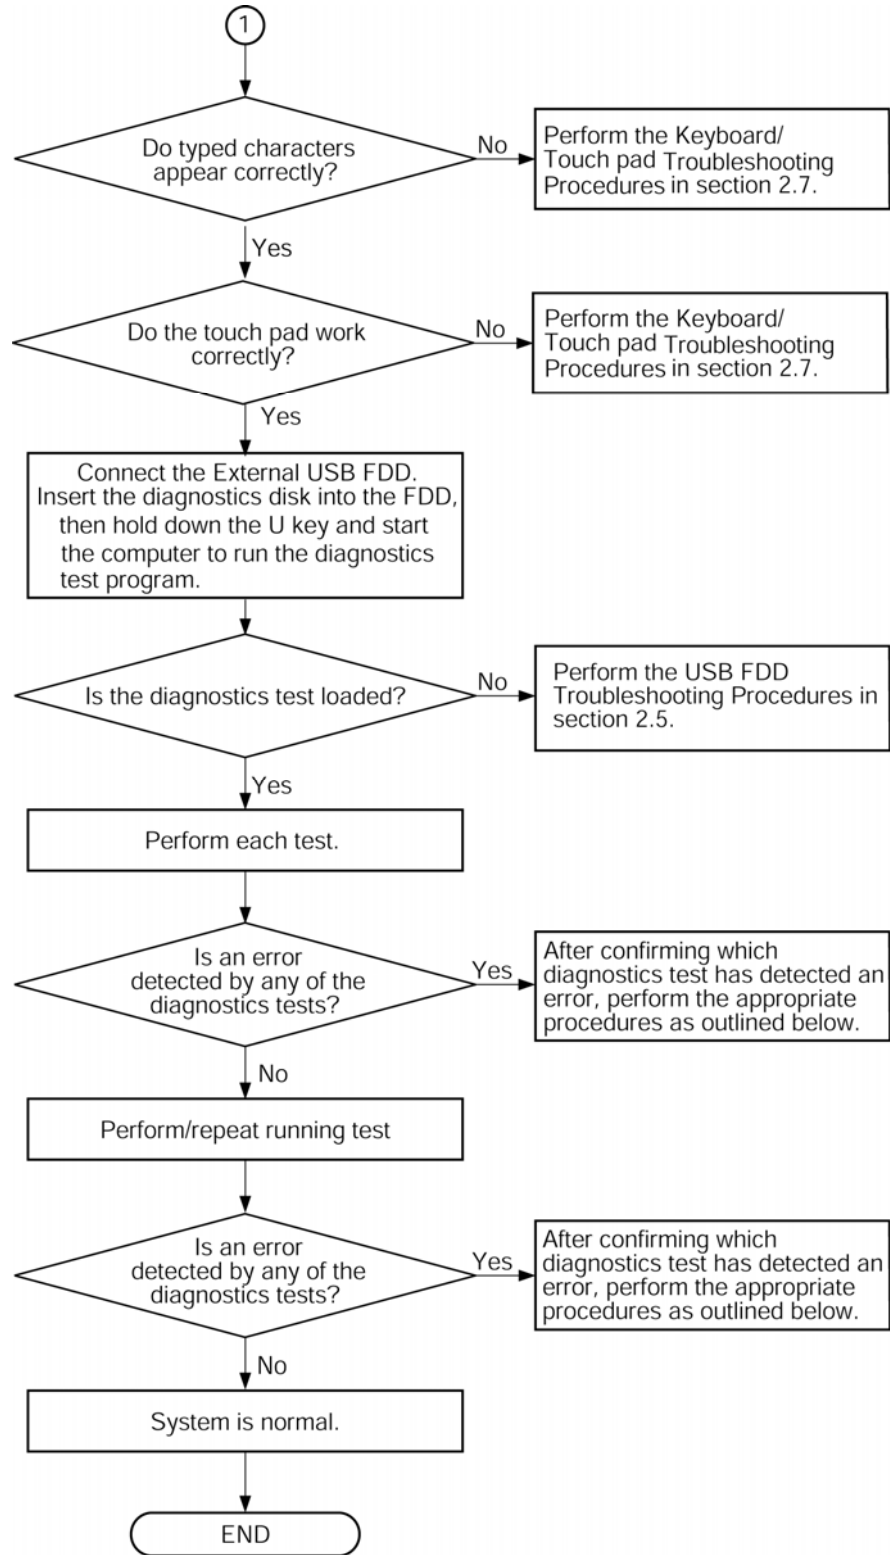 1
Do typed characters
appear correctly?
No
Perform the Keyboard/
Touch pad Troubleshooting
Procedures in section 2.7.
Yes
Do the touch pad work
correctly?
No
Perform the Keyboard/
Touch pad Troubleshooting
Procedures in section 2.7.
Yes
Connect the External USB FDD.
Insert the diagnostics disk into the FDD,
then hold down the U key and start
the computer to run the diagnostics
test program.
Is the diagnostics test loaded?
No
Perform the USB FDD
Troubleshooting Procedures in
section 2.5.
Yes
Perform each test.
Is an error
detected by any of the
diagnostics tests?
Yes
After confirming which
diagnostics test has detected an
error, perform the appropriate
procedures as outlined below.
No
Perform/repeat running test
Is an error
detected by any of the
diagnostics tests?
Yes
After confirming which
diagnostics test has detected an
error, perform the appropriate
procedures as outlined below.
No
System is normal.
END